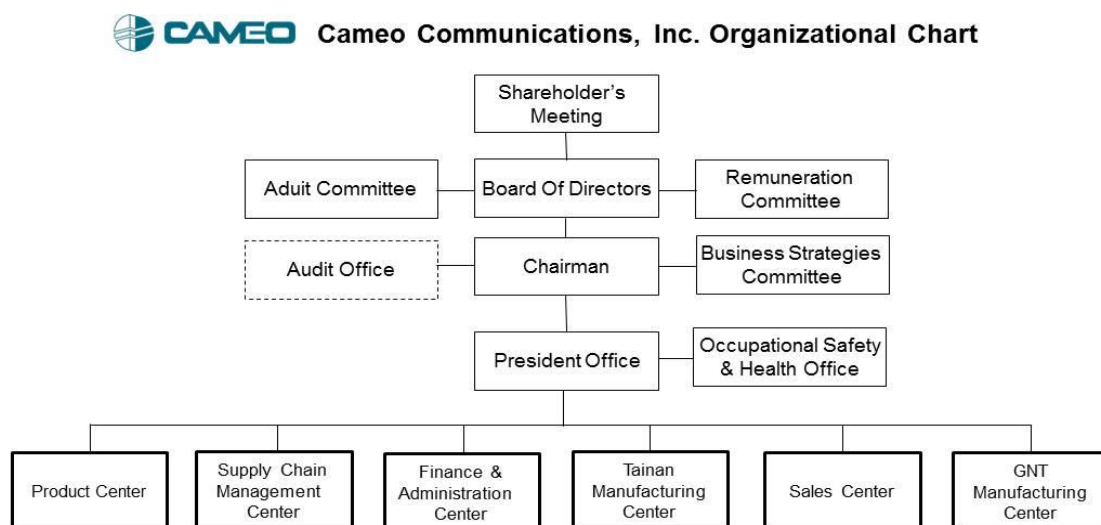 CAMEO Cameo Communications, Inc. Organizational Chart
Shareholder's
Meeting
Aduit Committee
Board Of Directors
Remuneration
Committee
Audit Office
Chairman
Business Strategies
Committee
President Office
Occupational Safety
& Health Office
Product Center
Supply Chain
Management
Center
Finance &
Administration
Center
Tainan
Manufacturing
Center
Sales Center
GNT
Manufacturing
Center